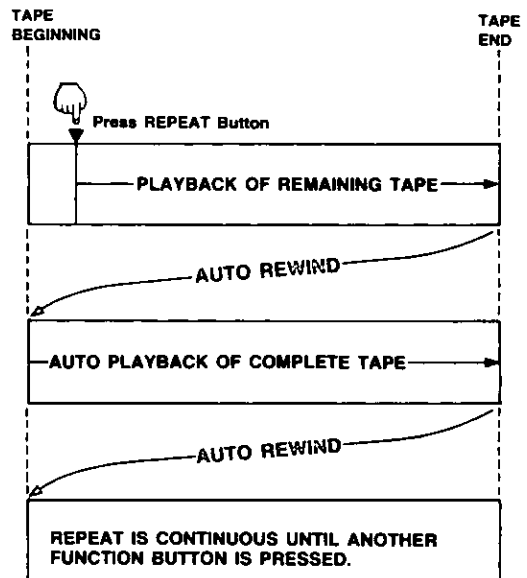 TAPE
BEGINNING
TAPE
END
Press REPEAT Button
PLAYBACK OF REMAINING TAPE
AUTO REWIND
AUTO PLAYBACK OF COMPLETE TAPE
AUTO REWIND
REPEAT IS CONTINUOUS UNTIL ANOTHER
FUNCTION BUTTON IS PRESSED.